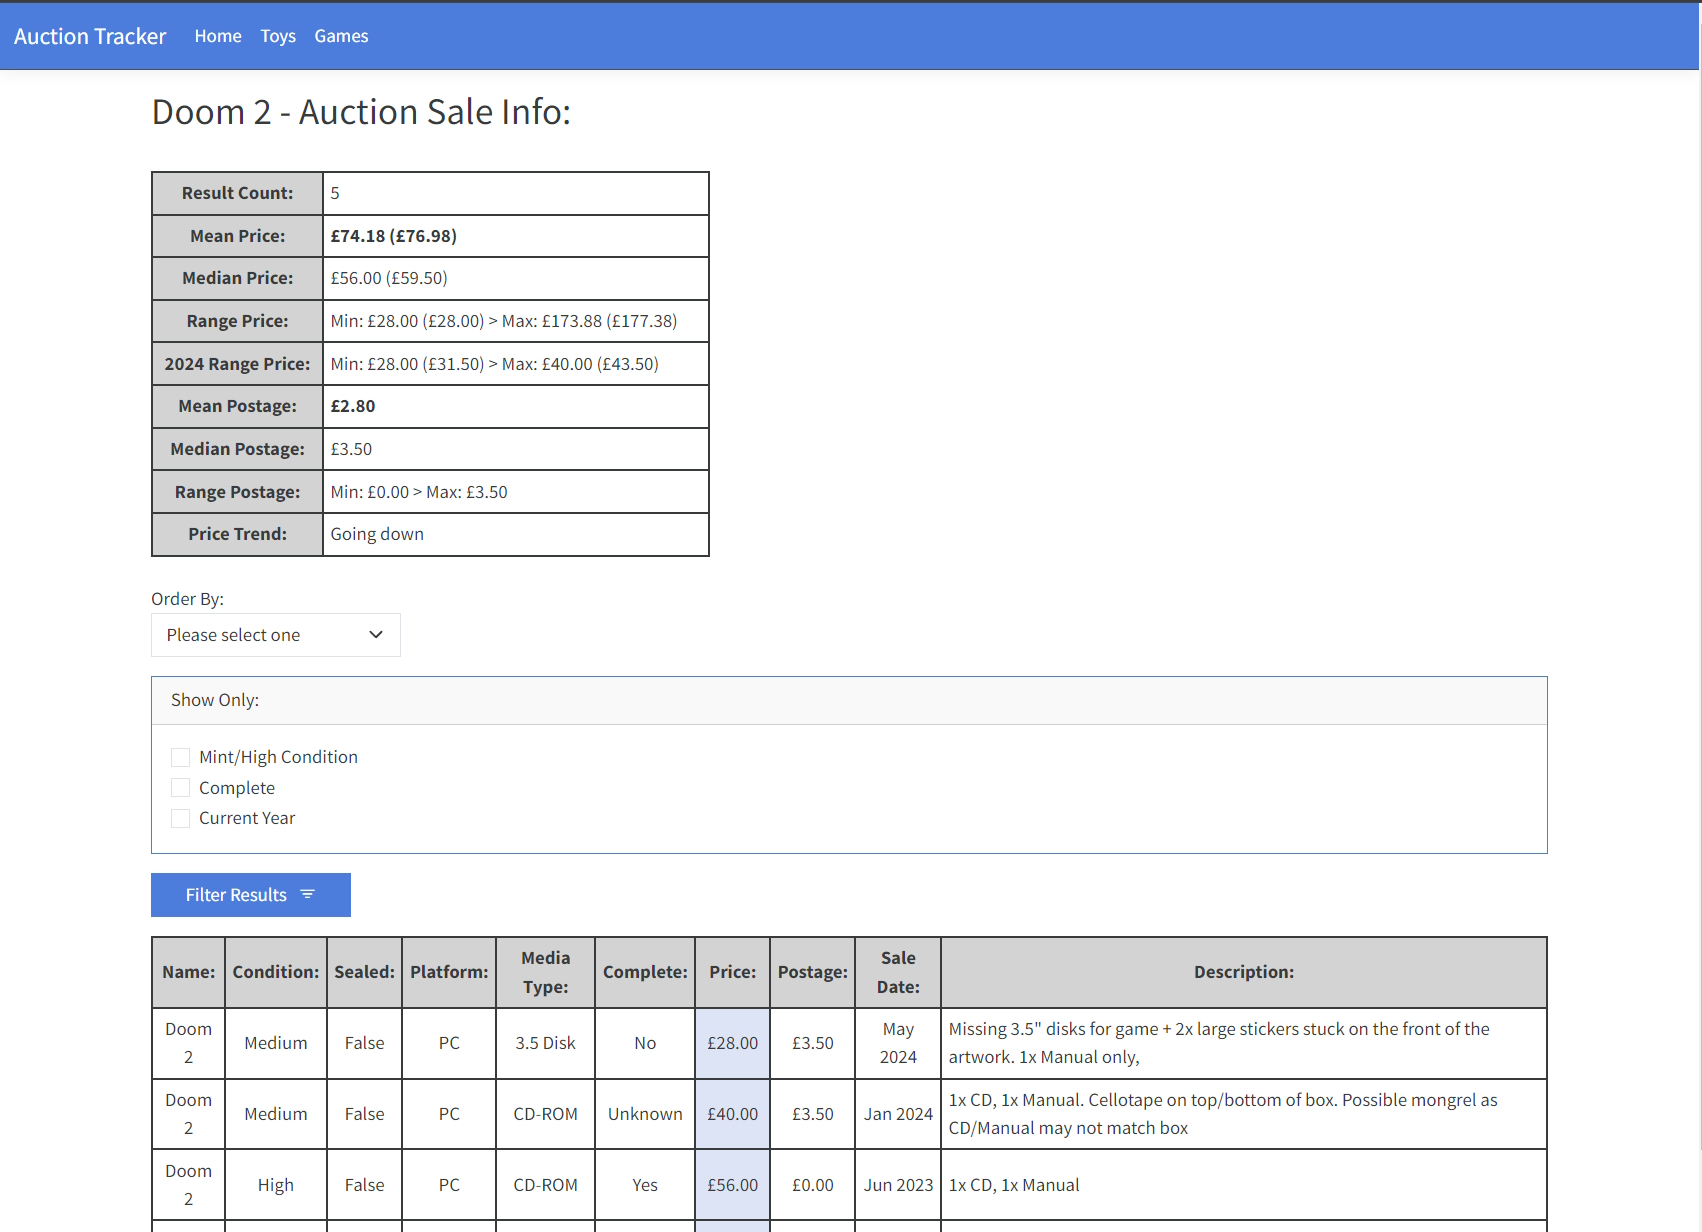 Auction Tracker Home Toys Games
Doom 2 - Auction Sale Info:
Result Count: 5
Mean Price: £74.18 (£76.98)
Median Price: £56.00 (£59.50)
Range Price: Min: £28.00 (£28.00) > Max: £173.88 (£177.38)
2024 Range Price: Min: £28.00 (£31.50) > Max: £40.00 (£43.50)
Mean Postage: £2.80
Median Postage: £3.50
Range Postage: Min: £0.00 > Max: £3.50
Price Trend: Going down
Order By:
Please select one
Show Only:
Mint/High Condition
Complete
Current Year
Filter Results
Name: Condition: Sealed: Platform: Media Type: Complete: Price: Postage: Sale Date: Description:
Doom 2 Medium False PC 3.5 Disk No £28.00 £3.50 May 2024 Missing 3.5" disks for game + 2x large stickers stuck on the front of the
artwork. 1x Manual only,
Doom 2 Medium False PC CD-ROM Unknown £40.00 £3.50 Jan 2024 1x CD, 1x Manual. Cellotape on top/bottom of box. Possible mongrel as
CD/Manual may not match box
Doom 2 High False PC CD-ROM Yes £56.00 £0.00 Jun 2023 1x CD, 1x Manual